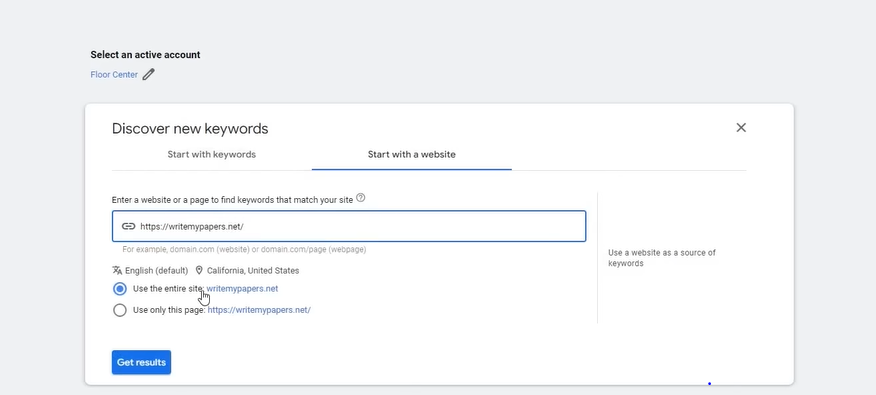 Select an active account
Floor Center
Discover new keywords
Start with keywords
Start with a website
Enter a website or a page to find keywords that match your site
https://writemypapers.net/
For example, domain.com (website) or domain.com/page (webpage)
English (default) California, United States
Use the entire site: writemypapers.net
Use only this page: https://writemypapers.net/
Use a website as a source of
keywords
Get results